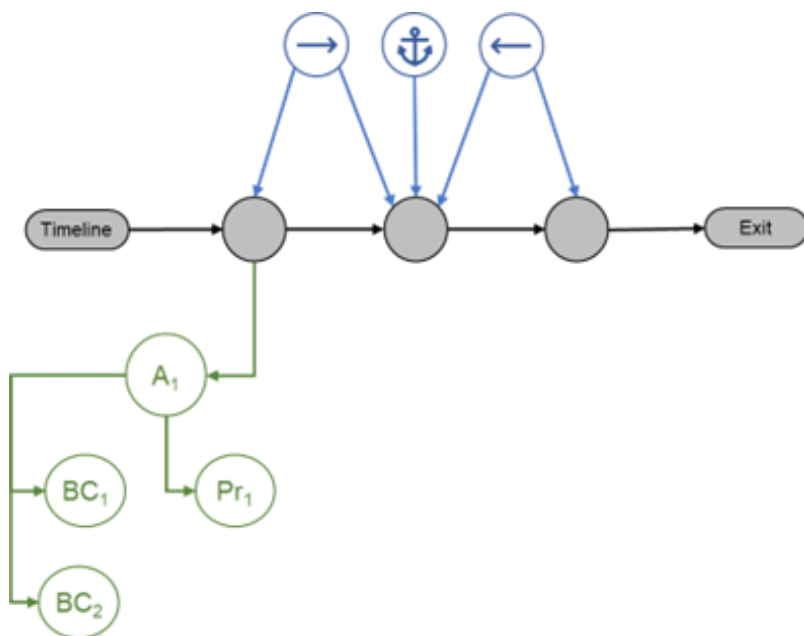 Timeline
Exit
A₁
BC₁
Pr₁
BC₂